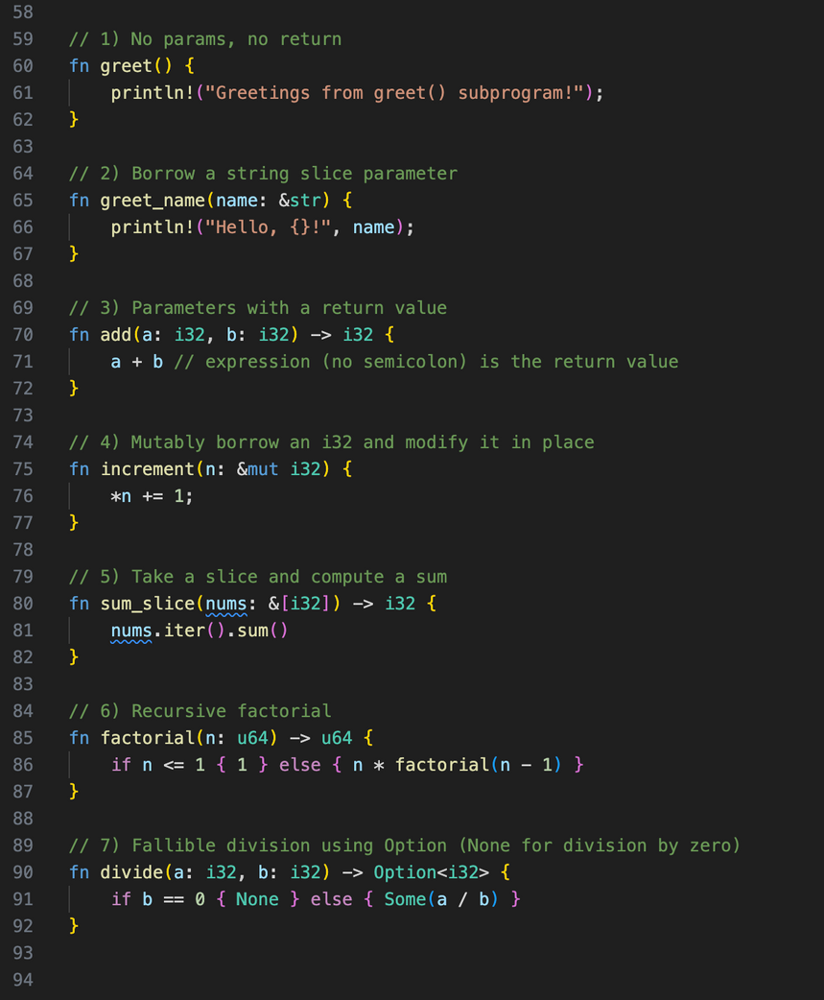 58
59 // 1) No params, no return
60 fn greet() {
61     println!("Greetings from greet() subprogram!");
62 }
63
64 // 2) Borrow a string slice parameter
65 fn greet_name(name: &str) {
66     println!("Hello, {}!", name);
67 }
68
69 // 3) Parameters with a return value
70 fn add(a: i32, b: i32) -> i32 {
71     a + b // expression (no semicolon) is the return value
72 }
73
74 // 4) Mutably borrow an i32 and modify it in place
75 fn increment(n: &mut i32) {
76     *n += 1;
77 }
78
79 // 5) Take a slice and compute a sum
80 fn sum_slice(nums: &[i32]) -> i32 {
81     nums.iter().sum()
82 }
83
84 // 6) Recursive factorial
85 fn factorial(n: u64) -> u64 {
86     if n <= 1 { 1 } else { n * factorial(n - 1) }
87 }
88
89 // 7) Fallible division using Option (None for division by zero)
90 fn divide(a: i32, b: i32) -> Option<i32> {
91     if b == 0 { None } else { Some(a / b) }
92 }
93
94